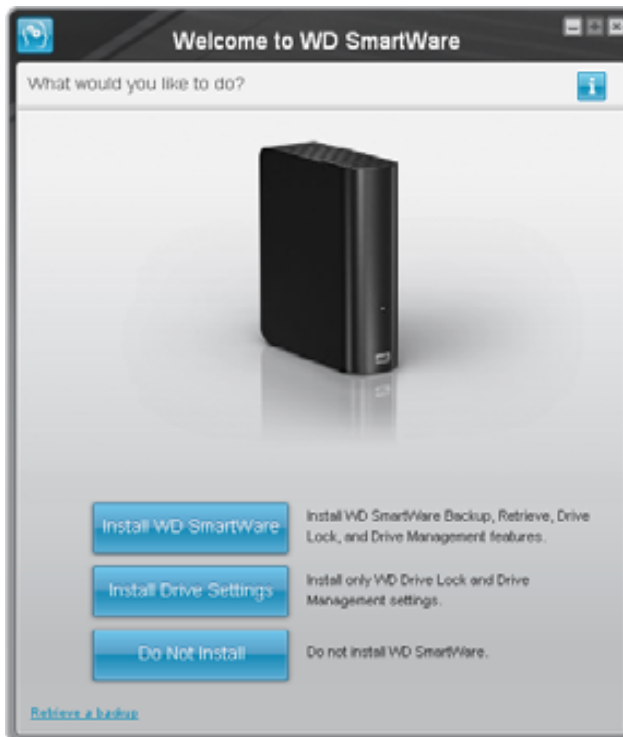 Welcome to WD SmartWare
What would you like to do?
i
WD
Install WD SmartWare
Install WD SmartWare Backup, Retrieve, Drive
Lock, and Drive Management features.
Install Drive Settings
Install only WD Drive Lock and Drive
Management settings.
Do Not Install
Do not install WD SmartWare.
Retrieve a backup